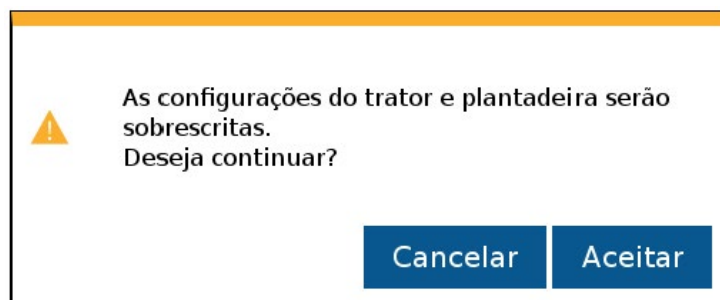 As configurações do trator e plantadeira serão
sobrescritas.
Deseja continuar?
Cancelar Aceitar